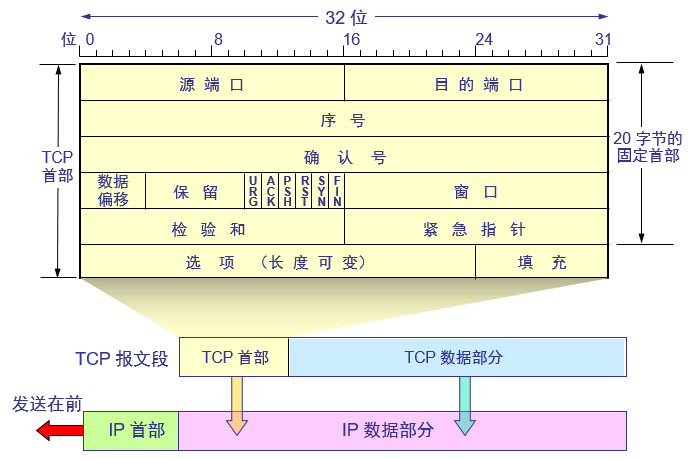 32 位
位 0 8 16 24 31
源 端 口 目 的 端 口
序 号
TCP
首部
20 字节的
固定首部
确 认 号
数据
偏移
保 留
URG
ACK
PSH
RST
SYN
FIN
窗 口
检 验 和 紧 急 指 针
选 项 （长 度 可 变） 填 充
TCP 报文段 TCP 首部 TCP 数据部分
发送在前
IP 首部 IP 数据部分